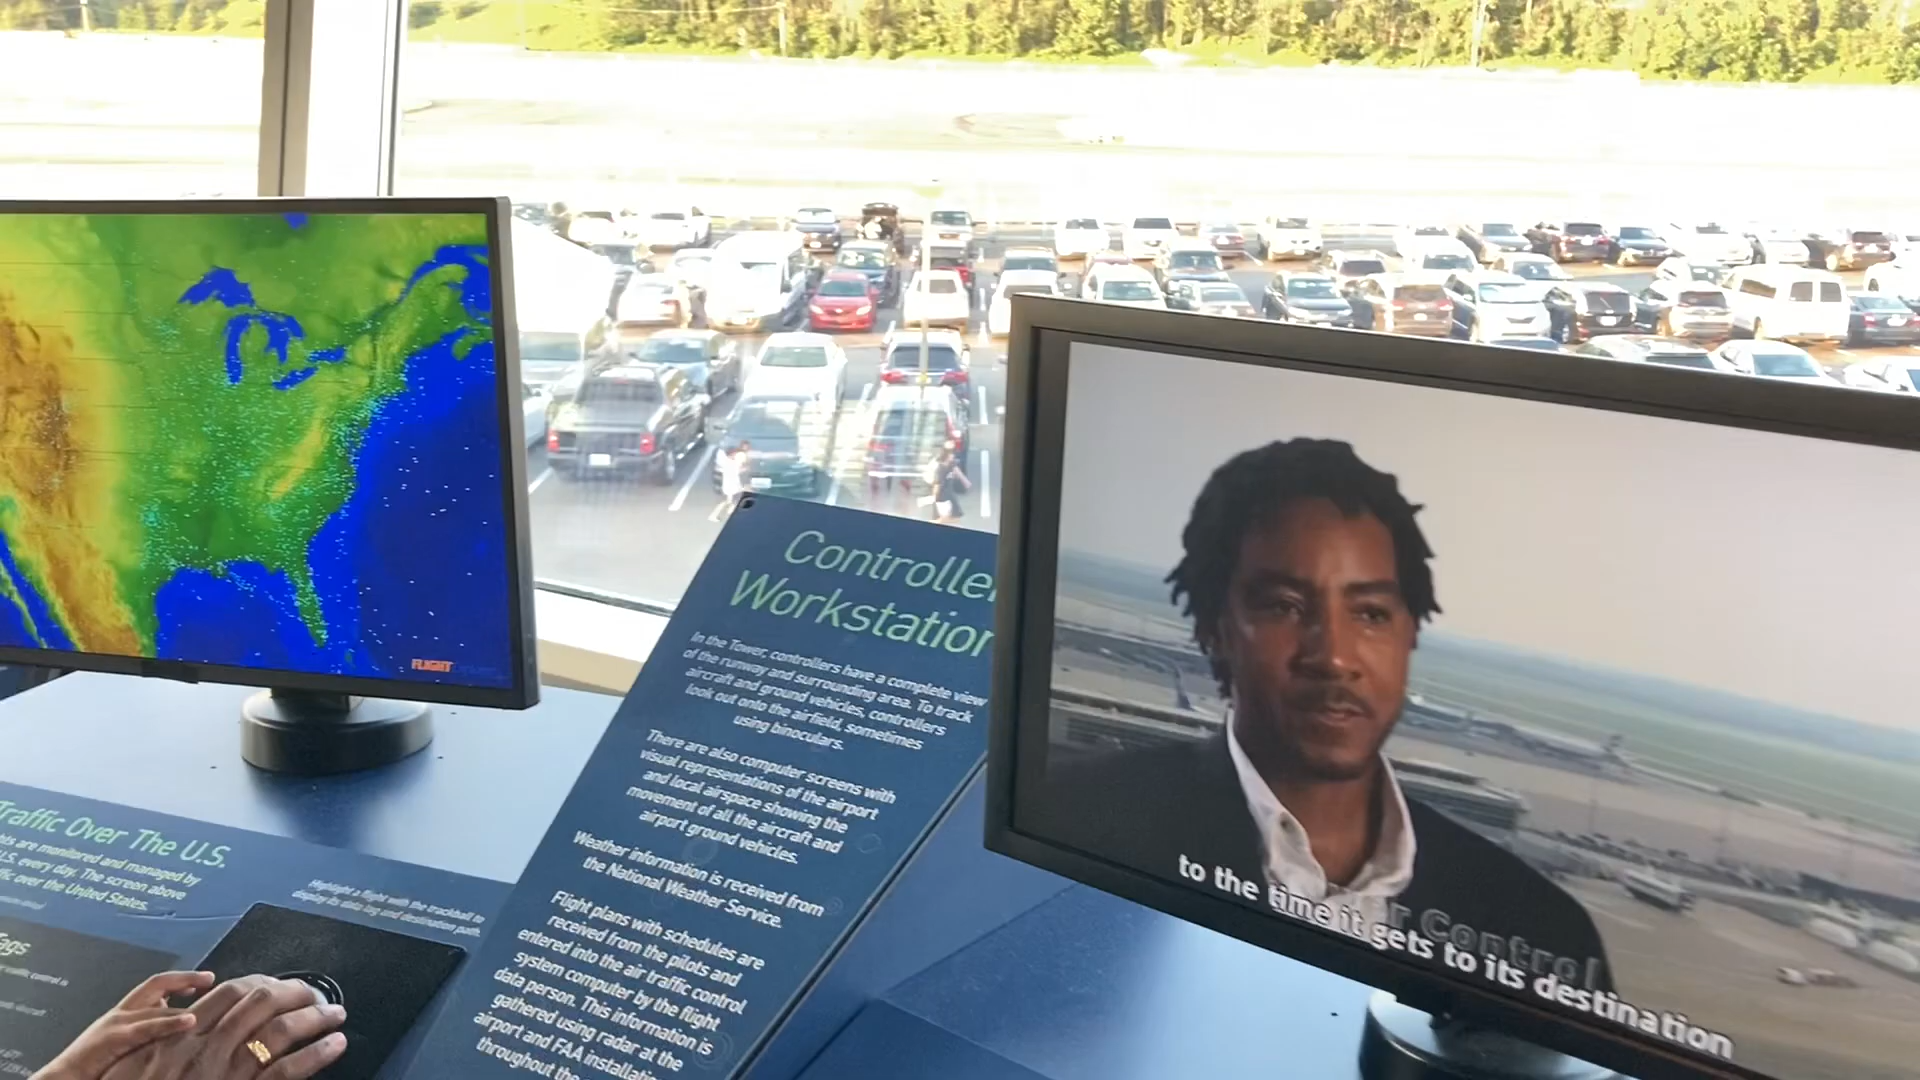 FLIGHT
Traffic Over The U.S.
are monitored and managed by
U.S. every day. The screen above
over the United States.
Highlight a flight with the trackball to
display its data tag and destination path.
Tags
Controller
Workstation
In the Tower, controllers have a complete view
of the runway and surrounding area. To track
aircraft and ground vehicles, controllers
look out onto the airfield, sometimes
using binoculars.
There are also computer screens with
visual representations of the airport
and local airspace showing the
movement of all the aircraft and
airport ground vehicles.
Weather information is received from
the National Weather Service.
Flight plans with schedules are
received from the pilots and
entered into the air traffic control
system computer by the flight
data person. This information is
gathered using radar at the
airport and FAA
throughout the
Control
to the time it gets to its destination